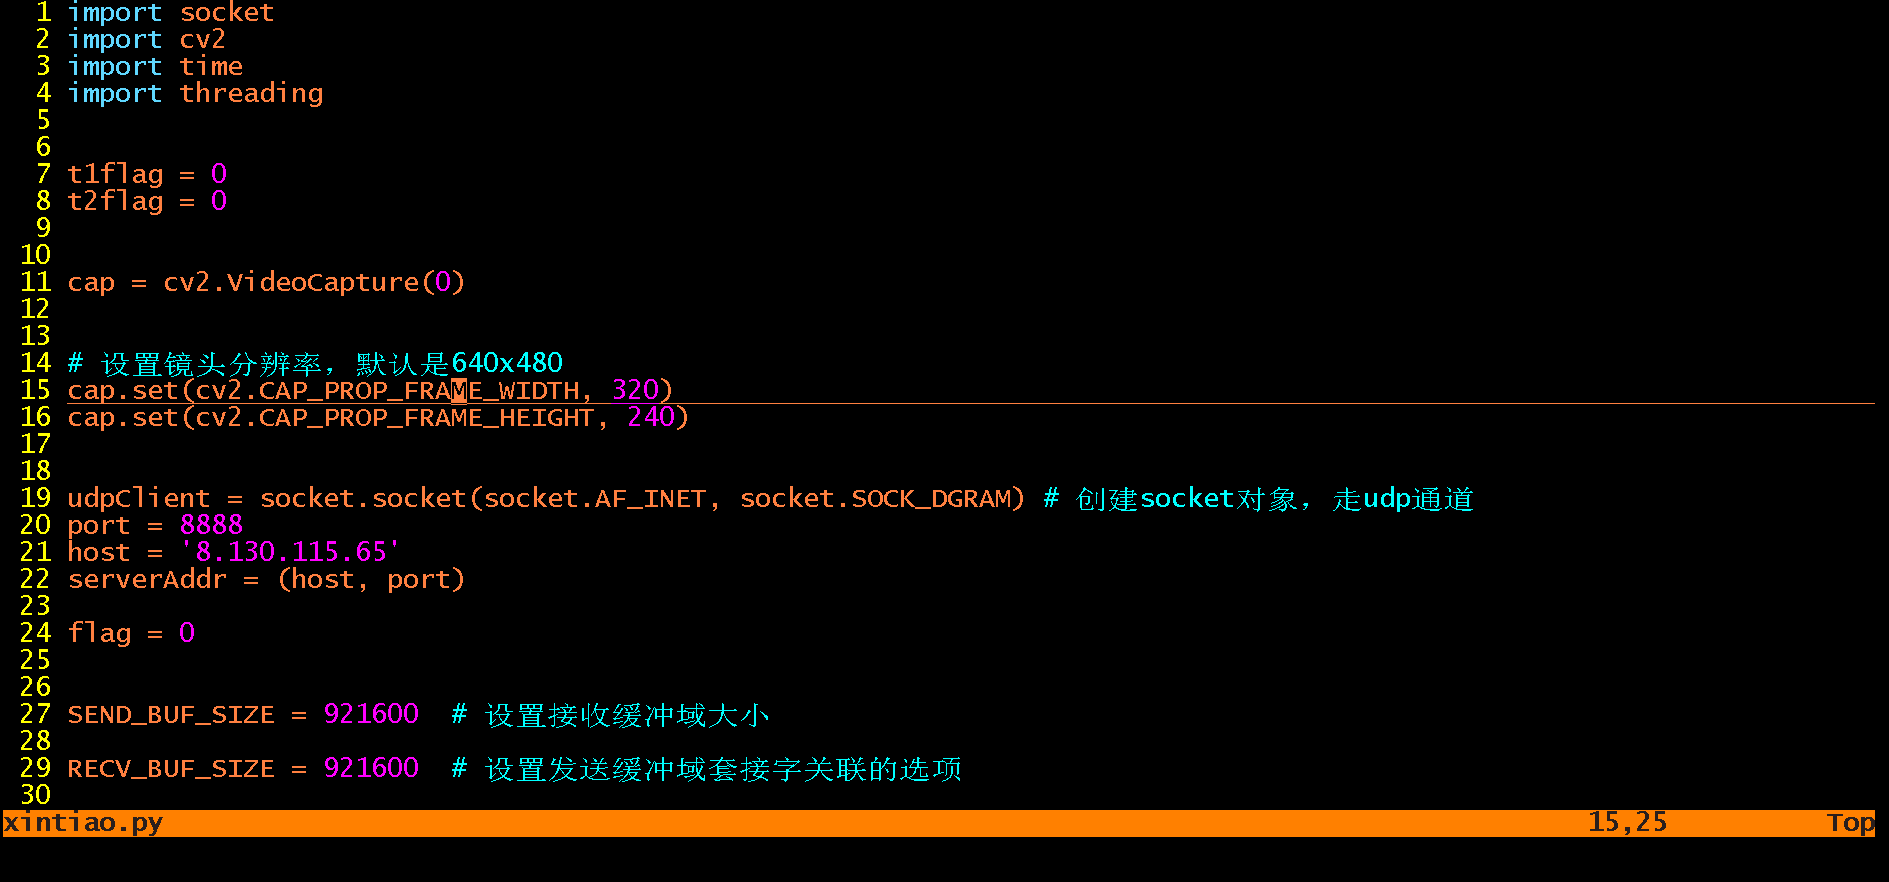 1 import socket
2 import cv2
3 import time
4 import threading
5
6
7 t1flag = 0
8 t2flag = 0
9
10
11 cap = cv2.VideoCapture(0)
12
13
14 # 设置镜头分辨率，默认是640x480
15 cap.set(cv2.CAP_PROP_FRAME_WIDTH, 320)
16 cap.set(cv2.CAP_PROP_FRAME_HEIGHT, 240)
17
18
19 udpClient = socket.socket(socket.AF_INET, socket.SOCK_DGRAM) # 创建socket对象，走udp通道
20 port = 8888
21 host = '8.130.115.65'
22 serverAddr = (host, port)
23
24 flag = 0
25
26
27 SEND_BUF_SIZE = 921600  # 设置接收缓冲域大小
28
29 RECV_BUF_SIZE = 921600  # 设置发送缓冲域套接字关联的选项
30
xintiao.py 15,25 Top